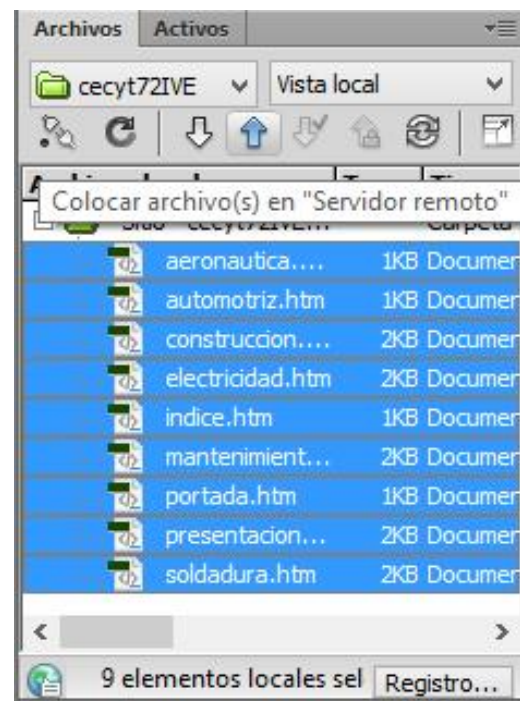 Archivos Activos
cecyt72IVE Vista local
Colocar archivo(s) en "Servidor remoto"
aeronautica.... 1KB Documer
automotriz.htm 1KB Documer
construccion.... 2KB Documer
electricidad.htm 2KB Documer
indice.htm 1KB Documer
mantenimient... 2KB Documer
portada.htm 1KB Documer
presentacion... 2KB Documer
soldadura.htm 2KB Documer
9 elementos locales sel Registro...